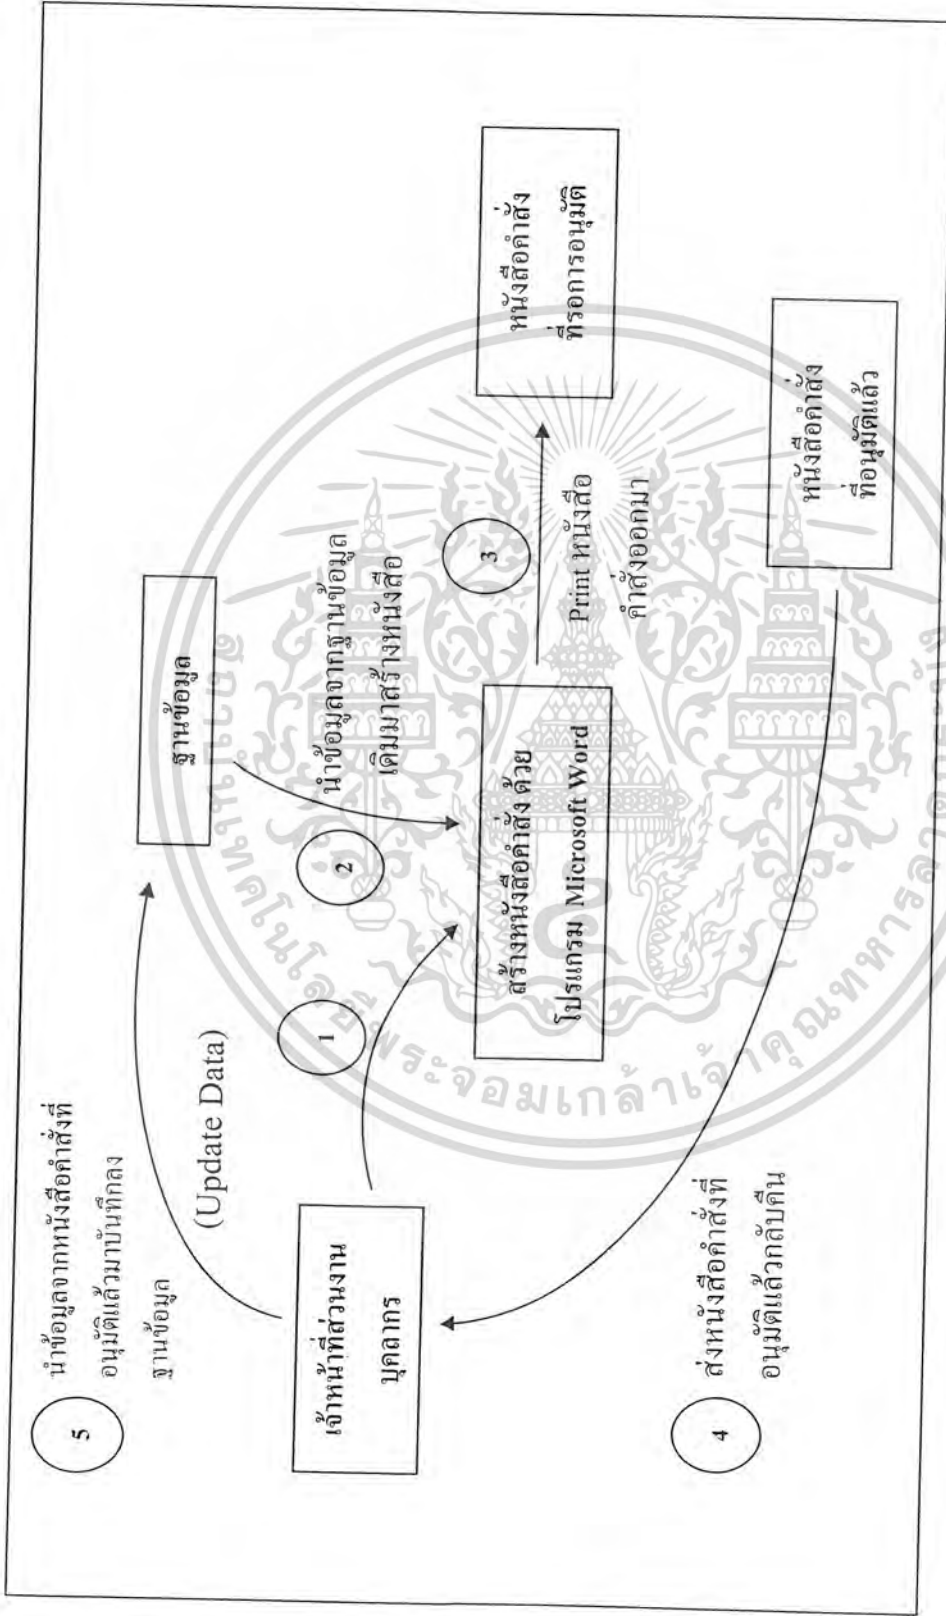 5
นำข้อมูลจากหนังสือคำสั่งที่
อนุมัติแล้วมาบันทึกลง
ฐานข้อมูล
(Update Data)
ฐานข้อมูล
เจ้าหน้าที่ส่วนงาน
บุคลากร
1
2
นำข้อมูลจากฐานข้อมูล
เดิมมาสร้างหนังสือ
สร้างหนังสือคำสั่ง ด้วย
โปรแกรม Microsoft Word
3
Print หนังสือ
คำสั่งออกมา
หนังสือคำสั่ง
ที่รอการอนุมัติ
4
ส่งหนังสือคำสั่งที่
อนุมัติแล้วกลับคืน
หนังสือคำสั่ง
ที่อนุมัติแล้ว